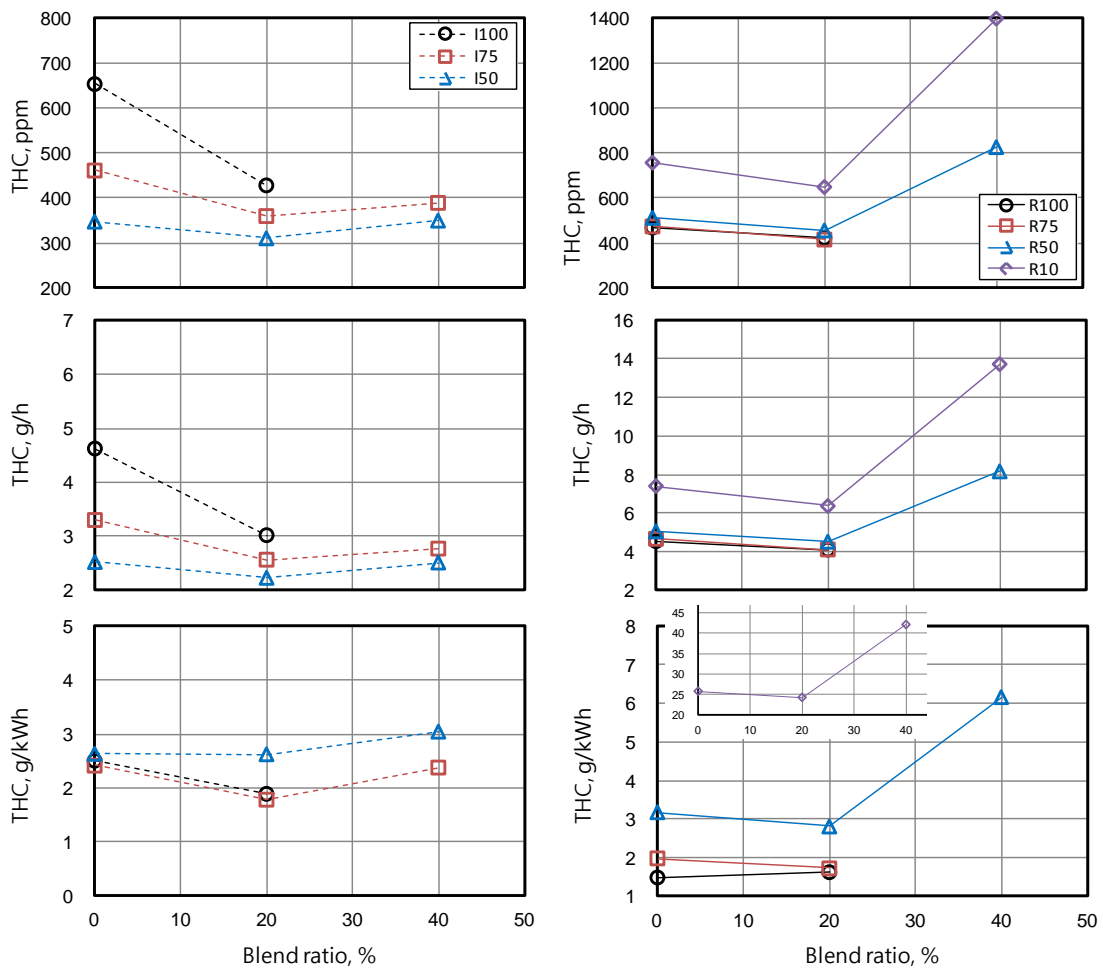 THC, ppm
800
700
600
500
400
300
200
I100
I75
I50
THC, ppm
1400
1200
1000
800
600
400
200
R100
R75
R50
R10
THC, g/h
7
6
5
4
3
2
THC, g/h
16
14
12
10
8
6
4
2
THC, g/kWh
5
4
3
2
1
0
0 10 20 30 40 50
Blend ratio, %
THC, g/kWh
8
7
6
5
4
3
2
1
45
40
35
30
25
20
0 10 20 30 40
0 10 20 30 40 50
Blend ratio, %